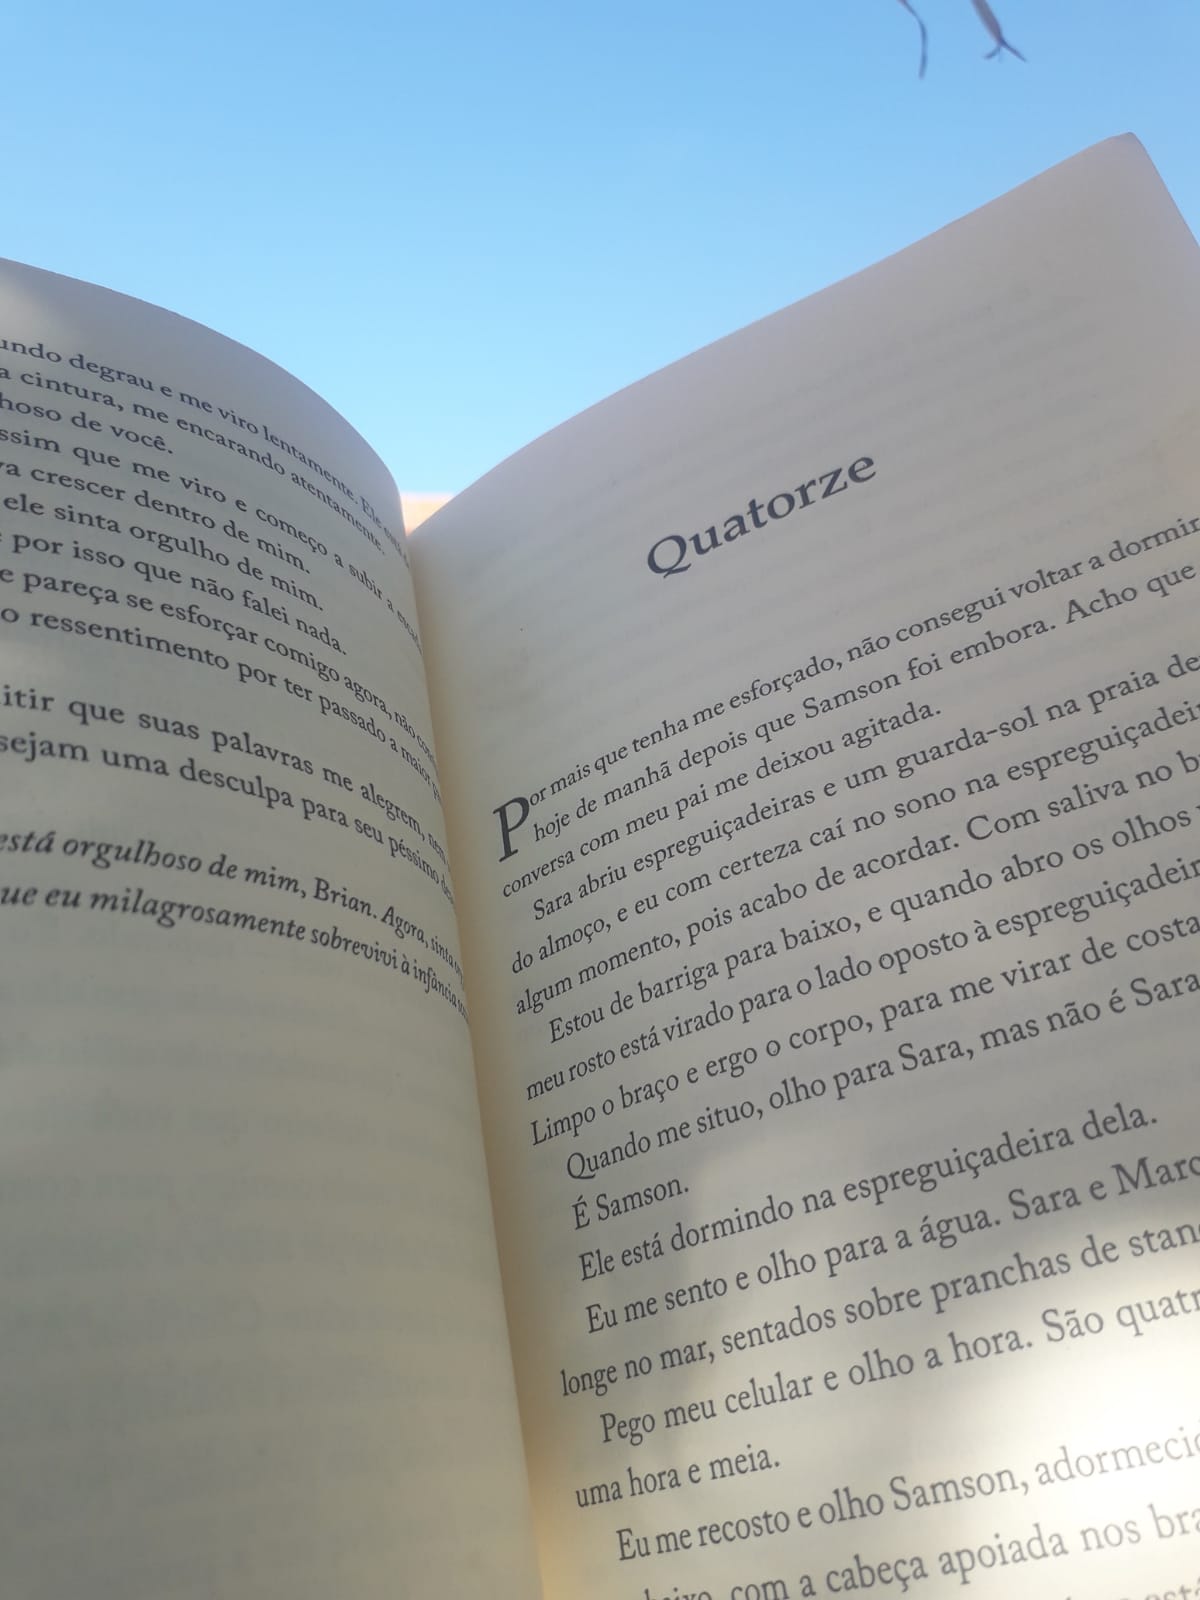 undo degrau e me viro lentamente. Ele está
a cintura, me encarando atentamente.
hoso de você.
ssim que me viro e começo a subir a
va crescer dentro de mim.
ele sinta orgulho de mim.
por isso que não falei nada.
e pareça se esforçar comigo agora, não
o ressentimento por ter passado a maior
itir que suas palavras me alegrem, nem
sejam uma desculpa para seu péssimo
está orgulhoso de mim, Brian. Agora, sinta
ue eu milagrosamente sobrevivi à infância
Quatorze
Por mais que tenha me esforçado, não consegui voltar a dormir
hoje de manhã depois que Samson foi embora. Acho que
conversa com meu pai me deixou agitada.
Sara abriu espreguiçadeiras e um guarda-sol na praia de
do almoço, e eu com certeza caí no sono na espreguiçadeir
algum momento, pois acabo de acordar. Com saliva no b
Estou de barriga para baixo, e quando abro os olhos
meu rosto está virado para o lado oposto à espreguiçadeir
Limpo o braço e ergo o corpo, para me virar de costa
Quando me situo, olho para Sara, mas não é Sara
É Samson.
Ele está dormindo na espreguiçadeira dela.
Eu me sento e olho para a água. Sara e Marc
longe no mar, sentados sobre pranchas de stan
Pego meu celular e olho a hora. São quatr
uma hora e meia.
Eu me recosto e olho Samson, adormeci
com a cabeça apoiada nos bra